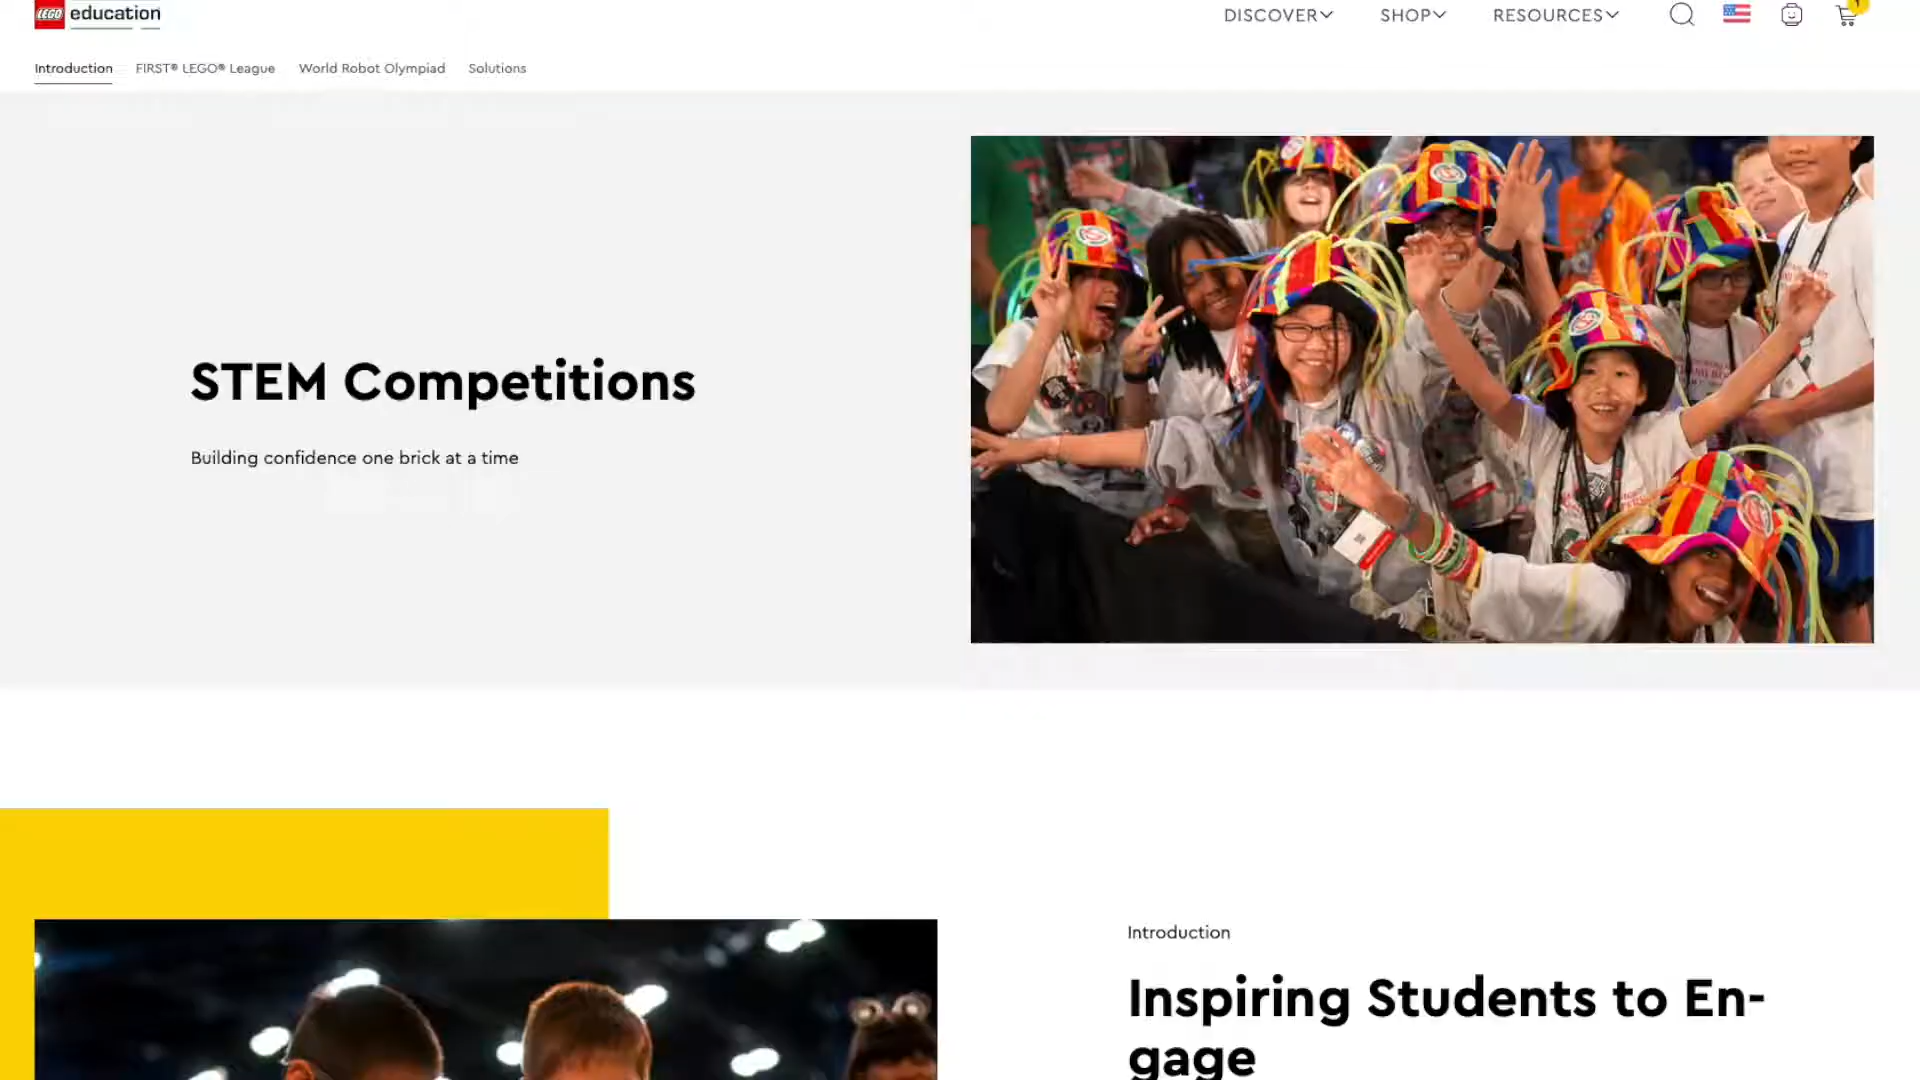 LEGO education
DISCOVER SHOP RESOURCES 1
Introduction FIRST® LEGO® League World Robot Olympiad Solutions
STEM Competitions
Building confidence one brick at a time
Introduction
Inspiring Students to En-
gage